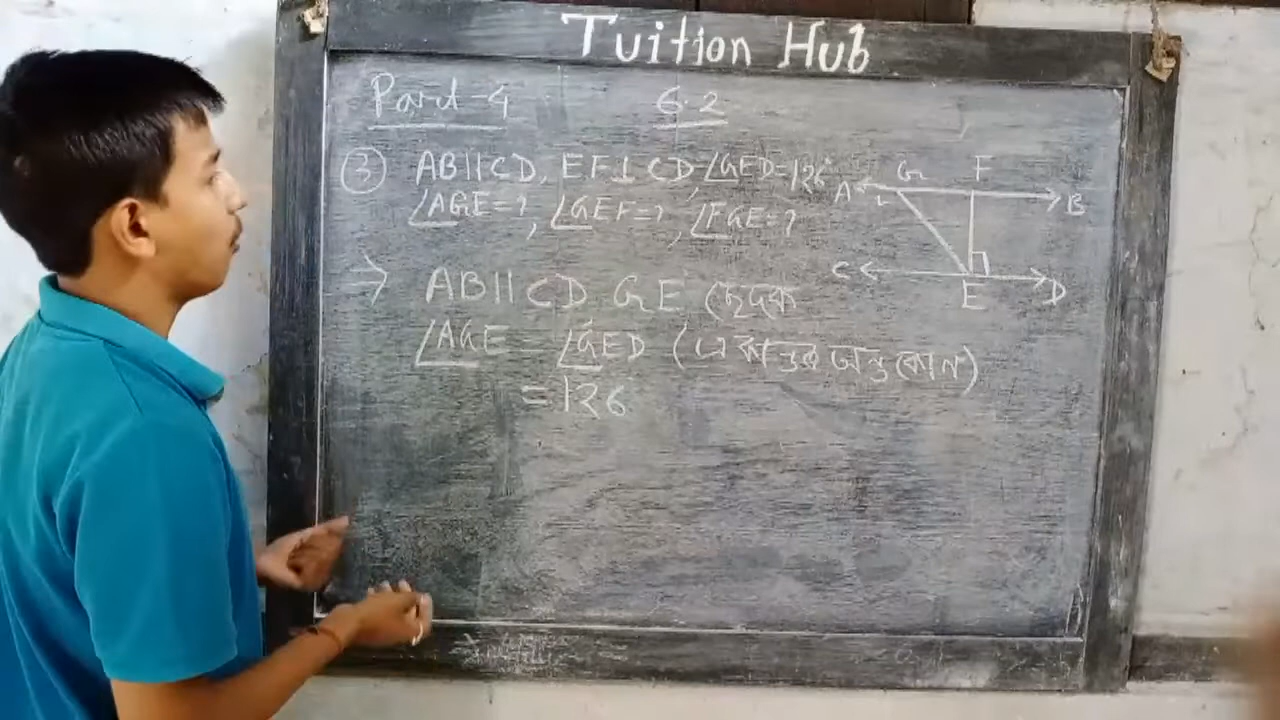 Tuition Hub
Part-4 6.2
③ AB||CD, EF⊥CD, ∠GED=126
∠AGE=?, ∠GEF=?, ∠FGE=?
→ AB||CD GE ছেদক
∠AGE = ∠GED (একান্তৰ অন্তঃকোন)
=126
A G F B
C E D